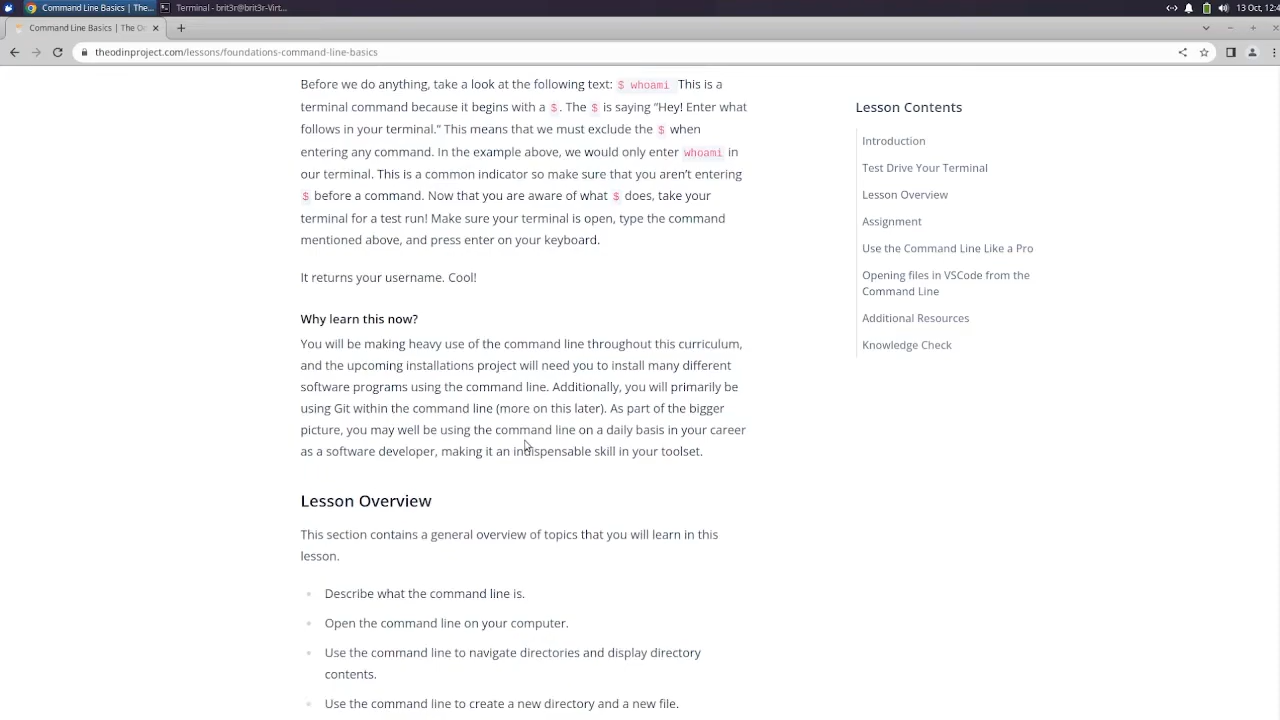 Command Line Basics | The...
Terminal - brit3r@brit3r-Virt...
13 Oct, 12:4
Command Line Basics | The Oc
theodinproject.com/lessons/foundations-command-line-basics
Before we do anything, take a look at the following text: $ whoami This is a
terminal command because it begins with a $. The $ is saying “Hey! Enter what
follows in your terminal.” This means that we must exclude the $ when
entering any command. In the example above, we would only enter whoami in
our terminal. This is a common indicator so make sure that you aren’t entering
$ before a command. Now that you are aware of what $ does, take your
terminal for a test run! Make sure your terminal is open, type the command
mentioned above, and press enter on your keyboard.
It returns your username. Cool!
Why learn this now?
You will be making heavy use of the command line throughout this curriculum,
and the upcoming installations project will need you to install many different
software programs using the command line. Additionally, you will primarily be
using Git within the command line (more on this later). As part of the bigger
picture, you may well be using the command line on a daily basis in your career
as a software developer, making it an indispensable skill in your toolset.
Lesson Overview
This section contains a general overview of topics that you will learn in this
lesson.
Describe what the command line is.
Open the command line on your computer.
Use the command line to navigate directories and display directory
contents.
Use the command line to create a new directory and a new file.
Lesson Contents
Introduction
Test Drive Your Terminal
Lesson Overview
Assignment
Use the Command Line Like a Pro
Opening files in VSCode from the
Command Line
Additional Resources
Knowledge Check